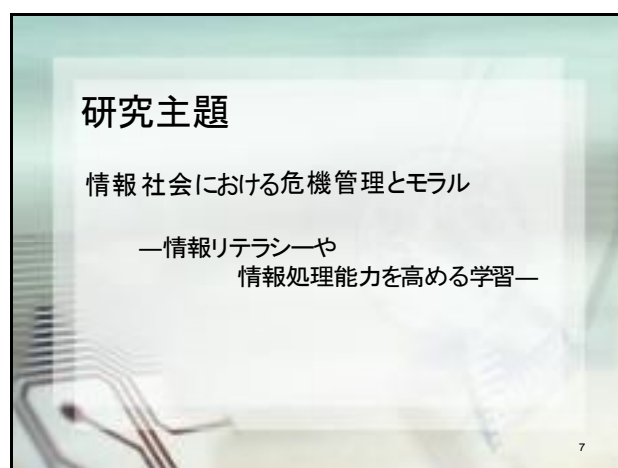 研究主題
情報社会における危機管理とモラル
―情報リテラシーや
情報処理能力を高める学習―
7